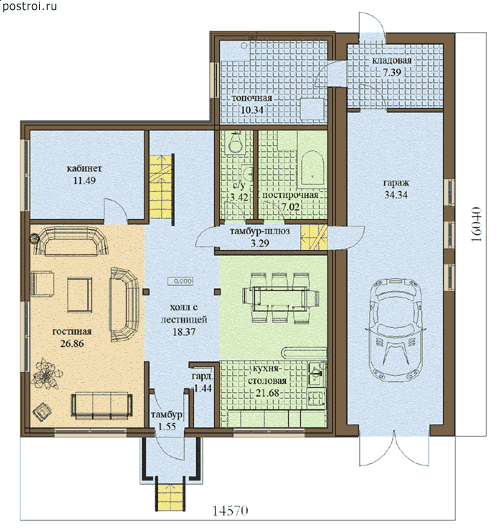 postroi.ru
кладовая
7.39
топочная
10.34
кабинет
11.49
с/у
3.42
постирочная
7.02
гараж
34.34
тамбур-шлюз
3.29
16040
0.000
гостиная
26.86
холл с
лестницей
18.37
гард.
1.44
кухня-
столовая
21.68
тамбур
1.55
14570